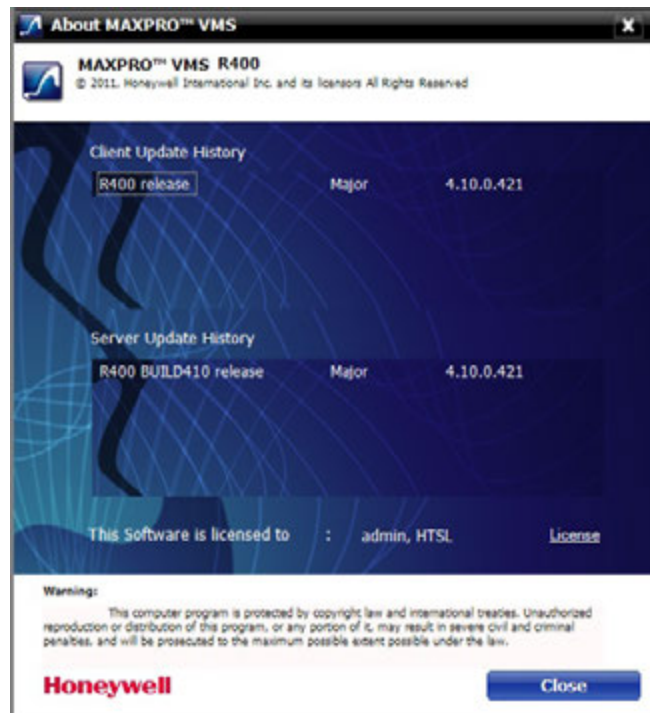 About MAXPRO™ VMS
X
MAXPRO™ VMS R400
© 2011, Honeywell International Inc. and its licensors All Rights Reserved
Client Update History
R400 release Major 4.10.0.421
Server Update History
R400 BUILD410 release Major 4.10.0.421
This Software is licensed to : admin, HTSL License
Warning:
This computer program is protected by copyright law and international treaties. Unauthorized
reproduction or distribution of this program, or any portion of it, may result in severe civil and criminal
penalties, and will be prosecuted to the maximum possible extent possible under the law.
Honeywell
Close